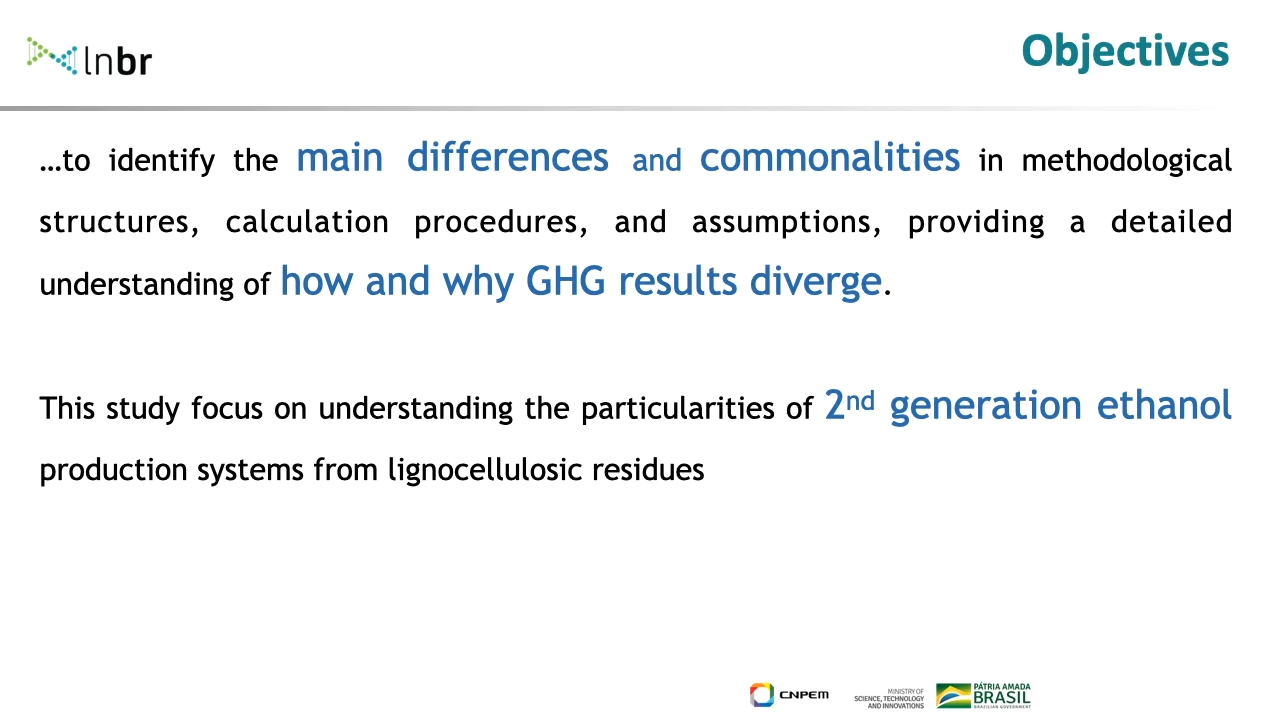 lnbr
Objectives
…to identify the main differences and commonalities in methodological
structures, calculation procedures, and assumptions, providing a detailed
understanding of how and why GHG results diverge.
This study focus on understanding the particularities of 2nd generation ethanol
production systems from lignocellulosic residues
CNPEM
MINISTRY OF
SCIENCE, TECHNOLOGY
AND INNOVATIONS
PÁTRIA AMADA
BRASIL
BRAZILIAN GOVERNMENT